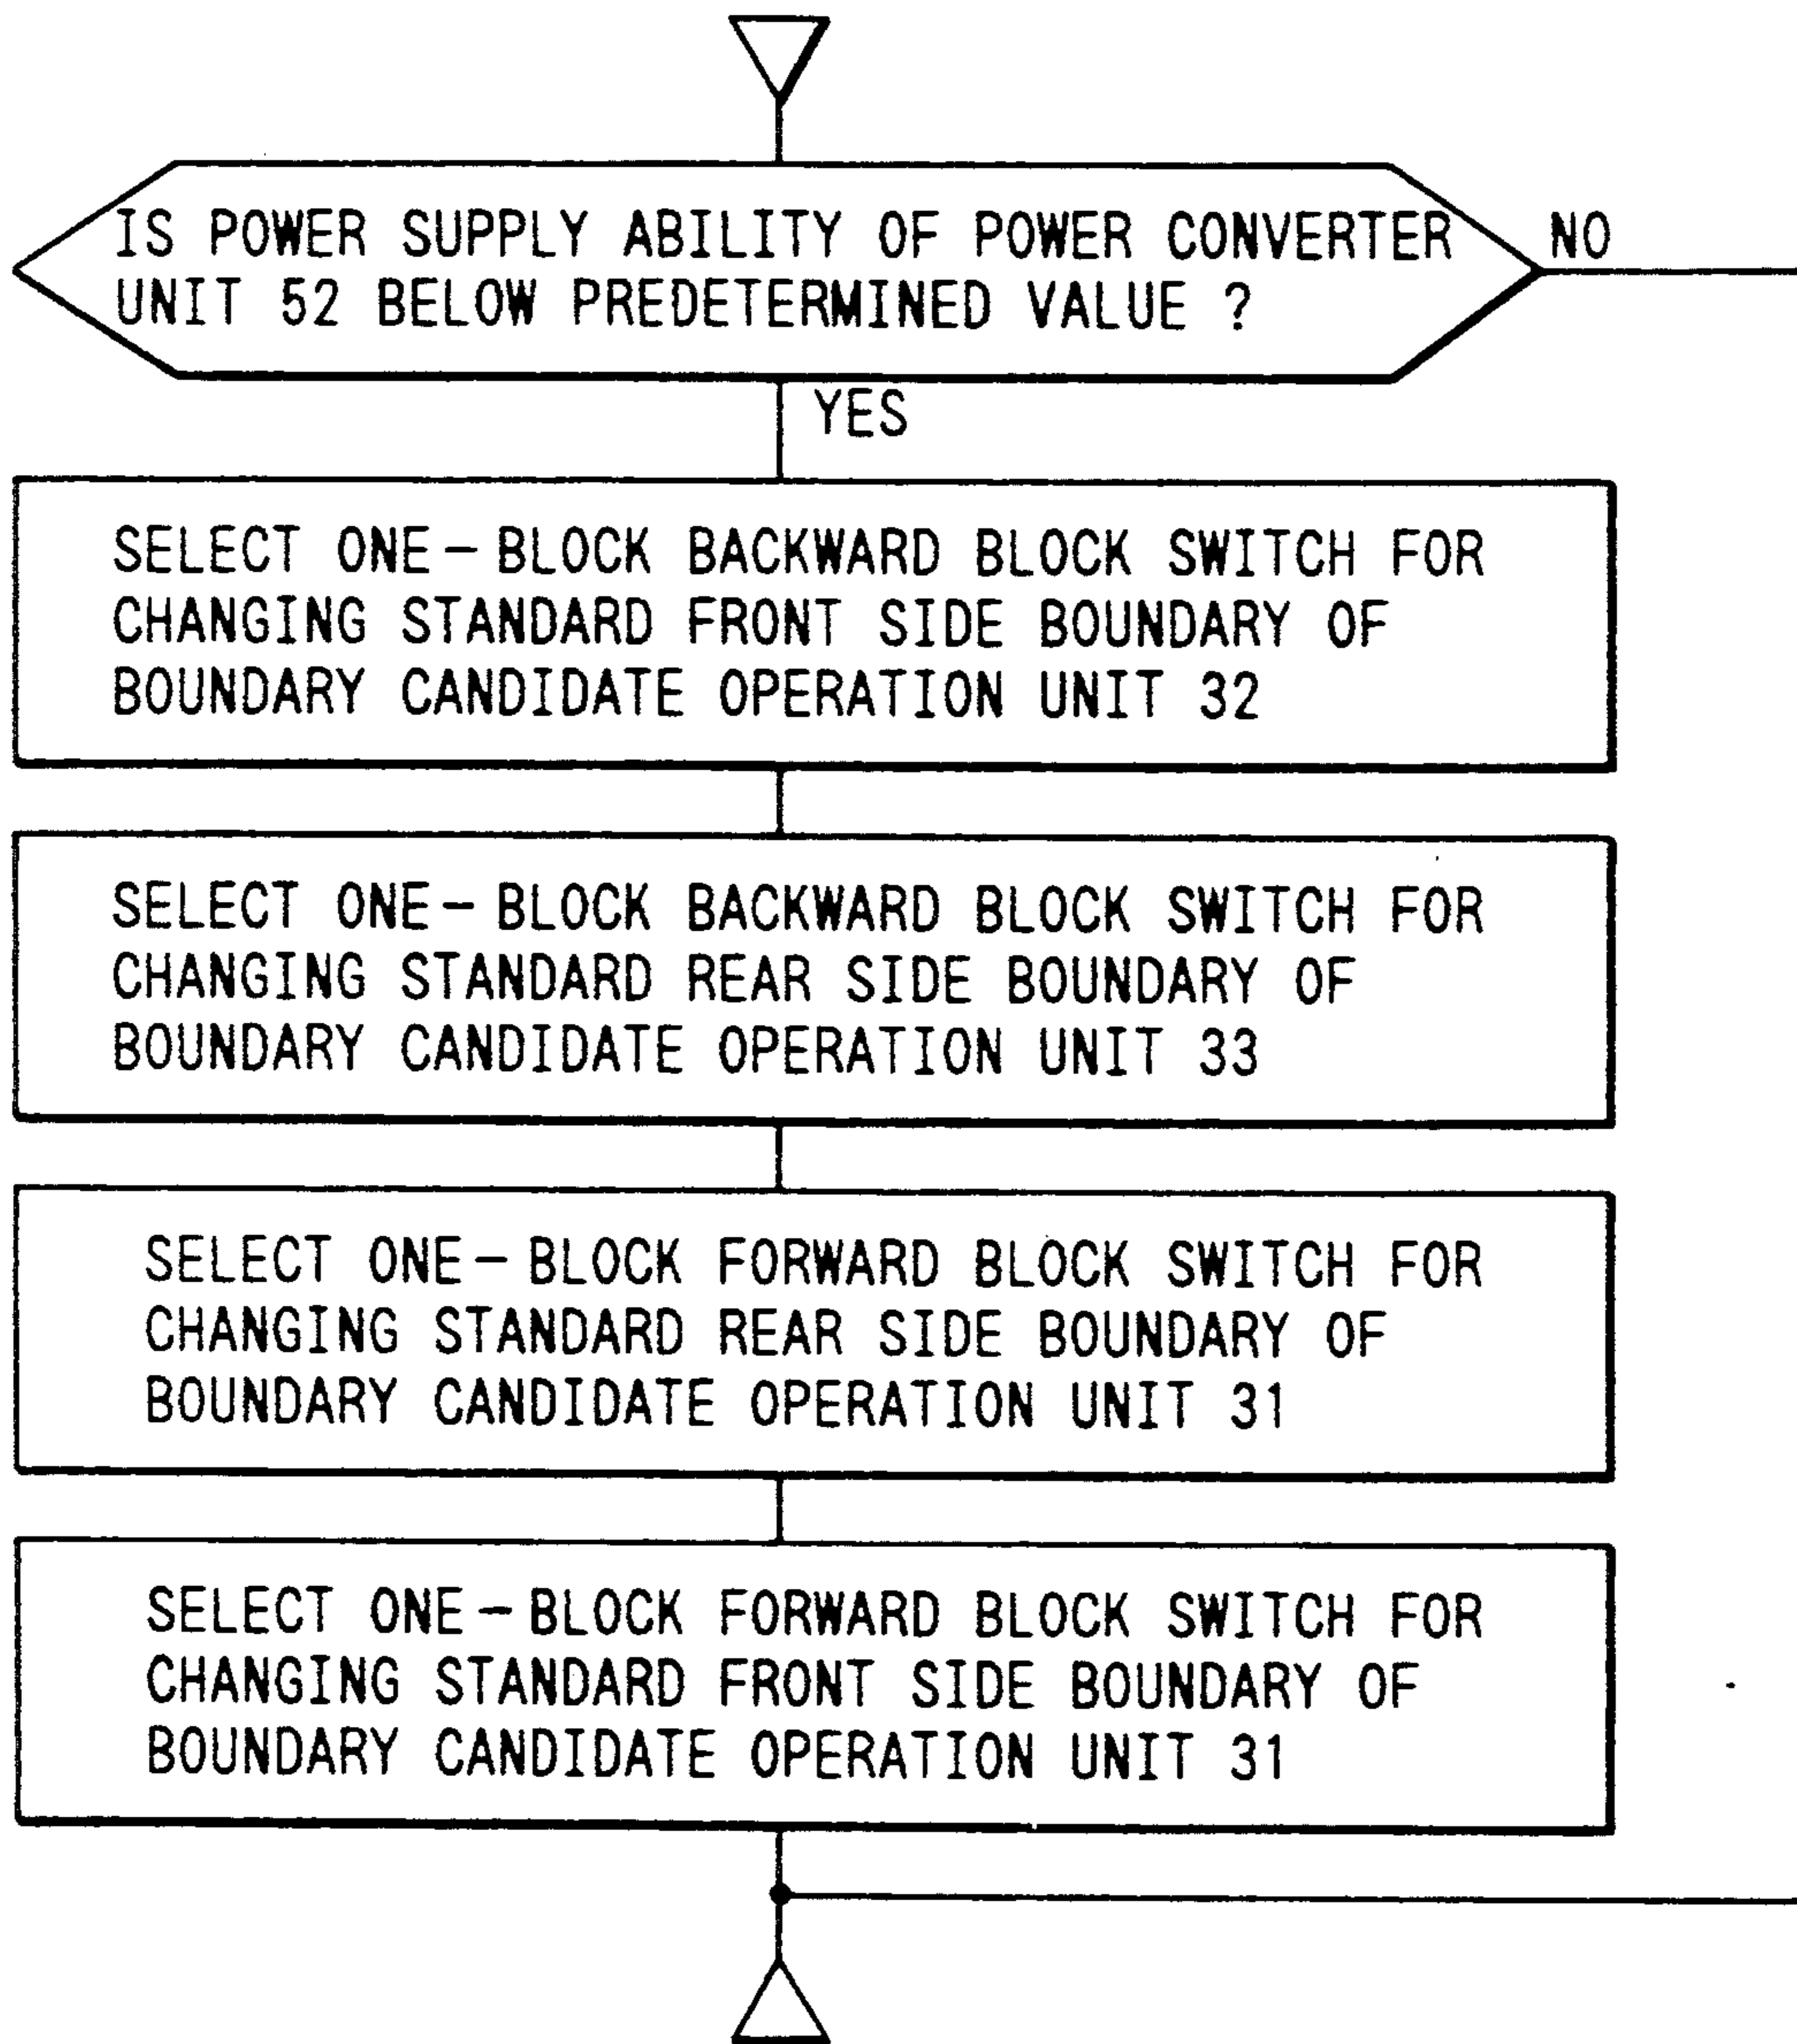 IS POWER SUPPLY ABILITY OF POWER CONVERTER
UNIT 52 BELOW PREDETERMINED VALUE ?
NO
YES
SELECT ONE-BLOCK BACKWARD BLOCK SWITCH FOR
CHANGING STANDARD FRONT SIDE BOUNDARY OF
BOUNDARY CANDIDATE OPERATION UNIT 32
SELECT ONE-BLOCK BACKWARD BLOCK SWITCH FOR
CHANGING STANDARD REAR SIDE BOUNDARY OF
BOUNDARY CANDIDATE OPERATION UNIT 33
SELECT ONE-BLOCK FORWARD BLOCK SWITCH FOR
CHANGING STANDARD REAR SIDE BOUNDARY OF
BOUNDARY CANDIDATE OPERATION UNIT 31
SELECT ONE-BLOCK FORWARD BLOCK SWITCH FOR
CHANGING STANDARD FRONT SIDE BOUNDARY OF
BOUNDARY CANDIDATE OPERATION UNIT 31